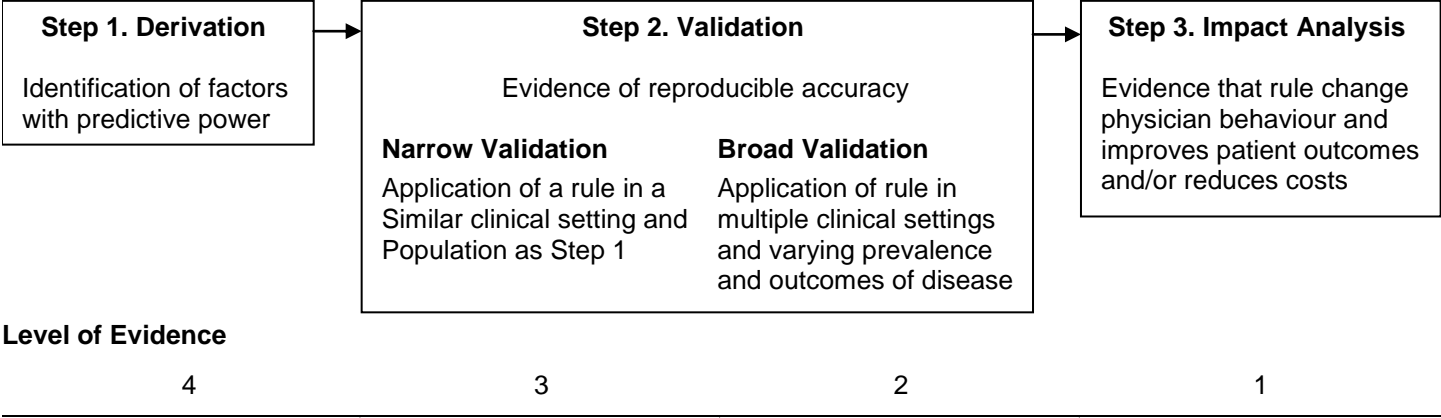 Step 1. Derivation
Identification of factors
with predictive power
Step 2. Validation
Evidence of reproducible accuracy
Narrow Validation
Application of a rule in a
Similar clinical setting and
Population as Step 1
Broad Validation
Application of rule in
multiple clinical settings
and varying prevalence
and outcomes of disease
Step 3. Impact Analysis
Evidence that rule change
physician behaviour and
improves patient outcomes
and/or reduces costs
Level of Evidence
4 3 2 1